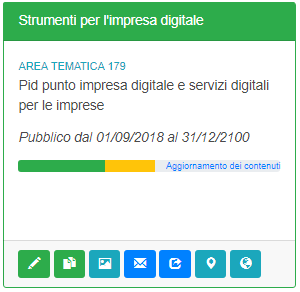 Strumenti per l'impresa digitale
AREA TEMATICA 179
Pid punto impresa digitale e servizi digitali
per le imprese
Pubblico dal 01/09/2018 al 31/12/2100
Aggiornamento dei contenuti